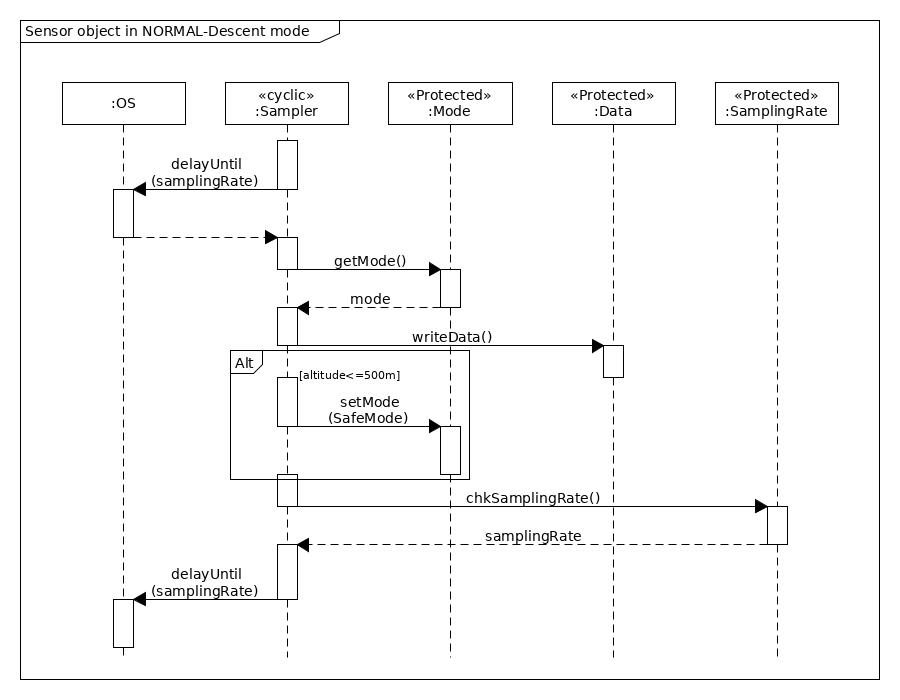 Sensor object in NORMAL-Descent mode
:OS
«cyclic»
:Sampler
«Protected»
:Mode
«Protected»
:Data
«Protected»
:SamplingRate
delayUntil
(samplingRate)
getMode()
mode
writeData()
Alt
[altitude<=500m]
setMode
(SafeMode)
chkSamplingRate()
samplingRate
delayUntil
(samplingRate)